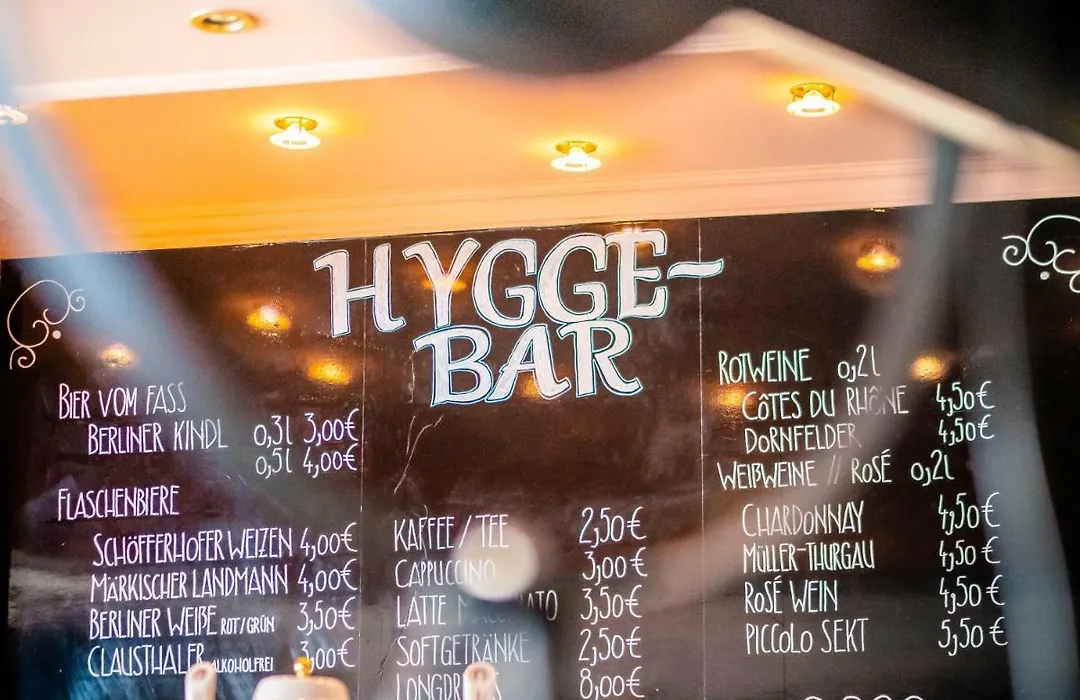 HYGGE-
BAR
BIER VOM FASS
BERLINER KINDL 0,3l 3,00€
0,5l 4,00€
FLASCHENBIERE
SCHÖFFERHOFER WEIZEN 4,00€
MÄRKISCHER LANDMANN 4,00€
BERLINER WEIßE ROT/GRÜN 3,50€
CLAUSTHALER ALKOHOLFREI 3,00€
KAFFEE/TEE 2,50€
CAPPUCCINO 3,00€
LATTE MACCHIATO 3,50€
SOFTGETRÄNKE 2,50€
LONGDRINKS 8,00€
ROTWEINE 0,2l
CÔTES DU RHÔNE 4,50€
DORNFELDER 4,50€
WEIßWEINE // ROSÉ 0,2l
CHARDONNAY 4,50€
MÜLLER-THURGAU 4,50€
ROSÉ WEIN 4,50€
PICCOLO SEKT 5,50€